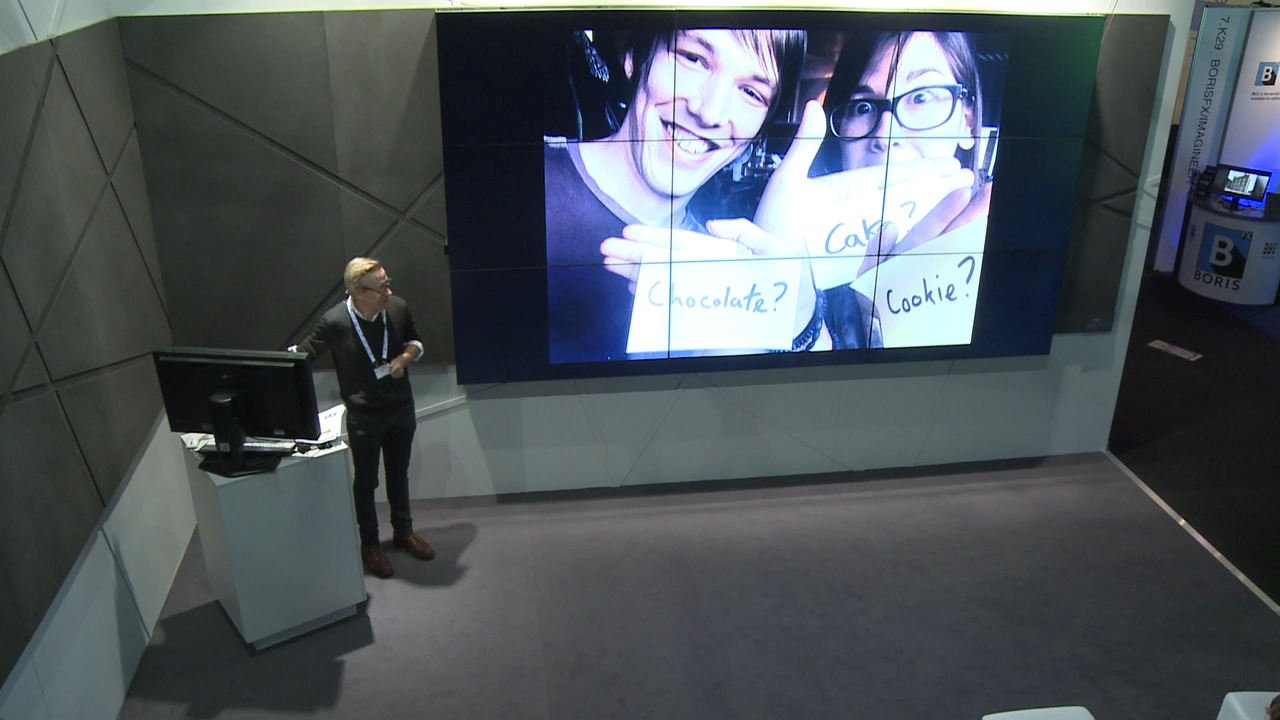 Cake?
Chocolate?
Cookie?
7.K29 BORISFX/IMAGINEER
B
B
BORIS